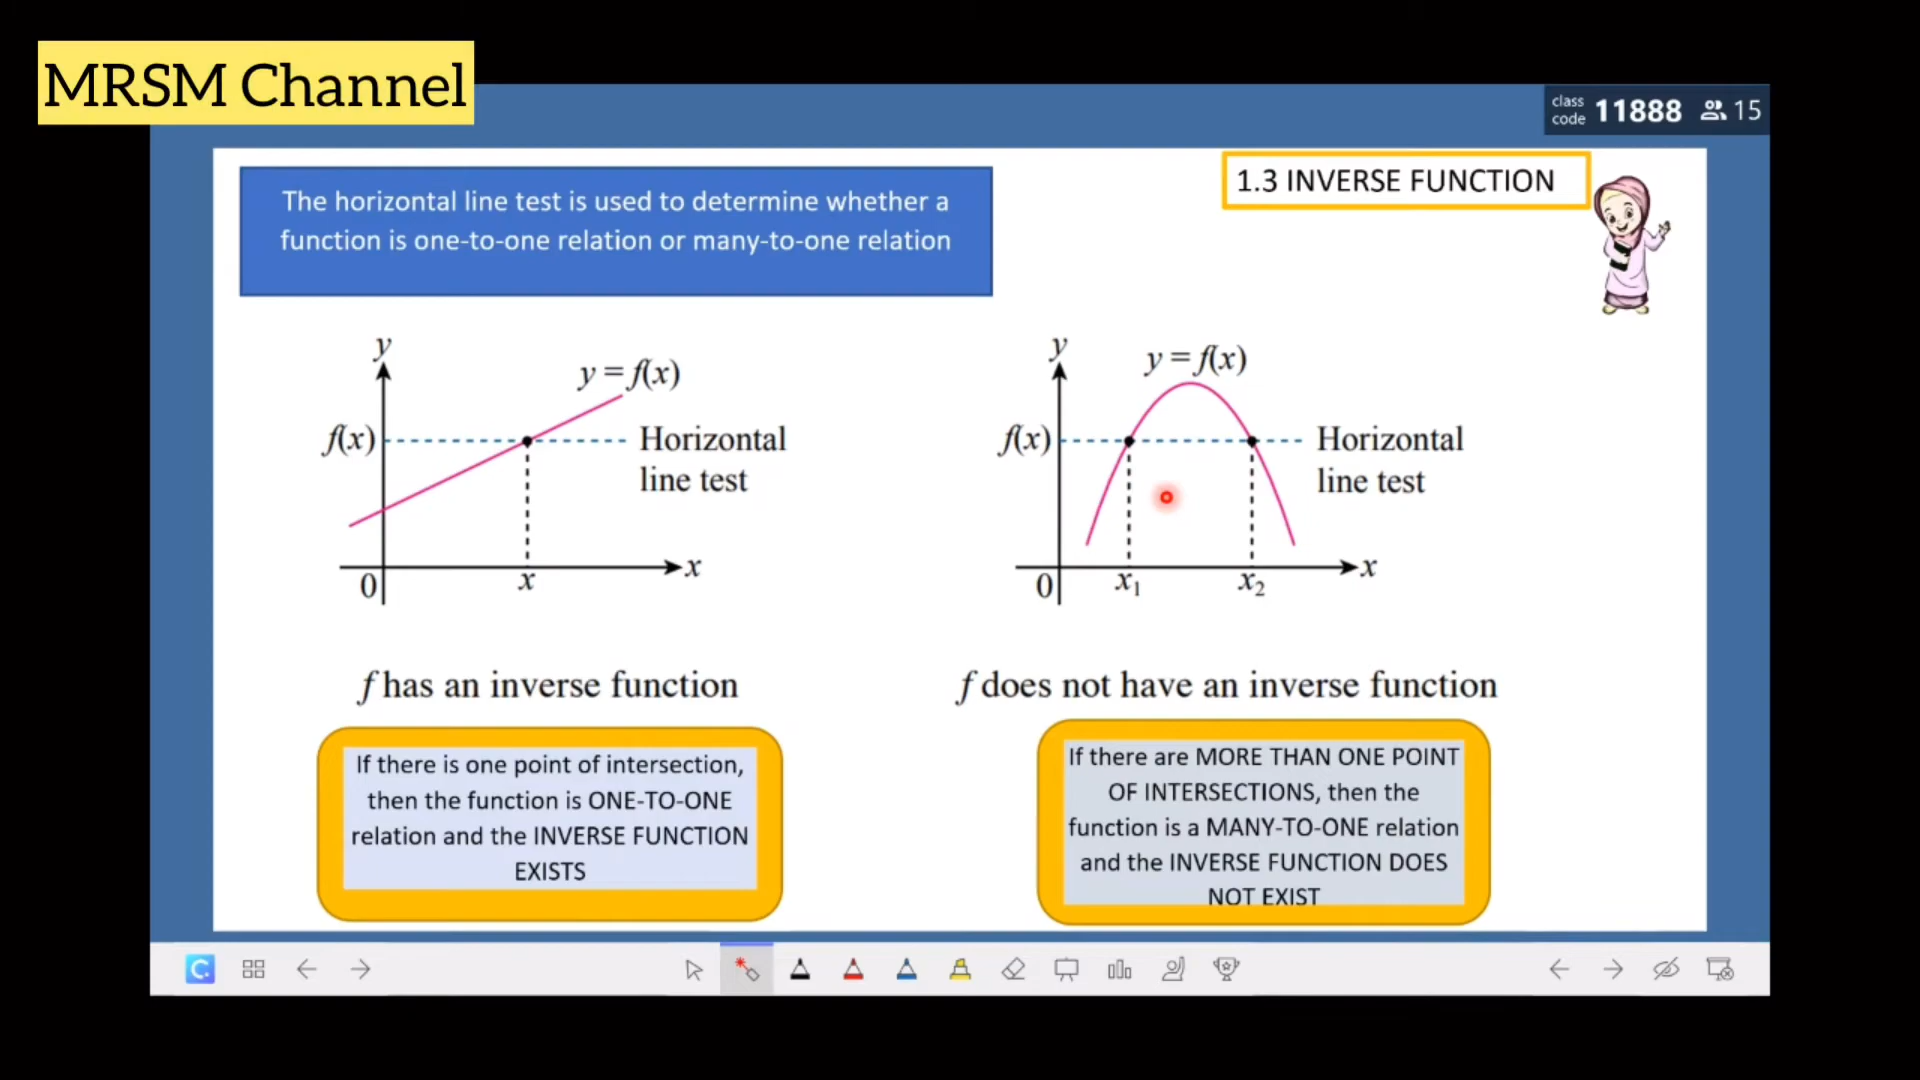 MRSM Channel
class
code 11888 15
1.3 INVERSE FUNCTION
The horizontal line test is used to determine whether a
function is one-to-one relation or many-to-one relation
y
y = f(x)
f(x)
Horizontal
line test
0
x
x
y
y = f(x)
f(x)
Horizontal
line test
0
x₁
x₂
x
f has an inverse function
f does not have an inverse function
If there is one point of intersection,
then the function is ONE-TO-ONE
relation and the INVERSE FUNCTION
EXISTS
If there are MORE THAN ONE POINT
OF INTERSECTIONS, then the
function is a MANY-TO-ONE relation
and the INVERSE FUNCTION DOES
NOT EXIST
C